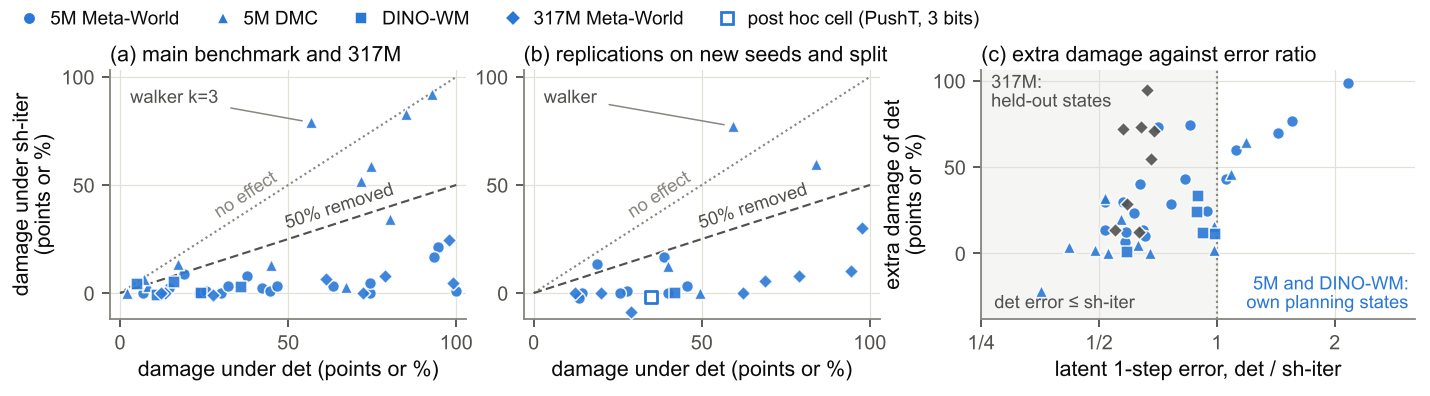 5M Meta-World 5M DMC DINO-WM 317M Meta-World post hoc cell (PushT, 3 bits)
(a) main benchmark and 317M
damage under sh-iter
(points or %)
100
50
0
walker k=3
no effect
50% removed
0 50 100
damage under det (points or %)
(b) replications on new seeds and split
100
50
0
walker
no effect
50% removed
0 50 100
damage under det (points or %)
(c) extra damage against error ratio
extra damage of det
(points or %)
100
50
0
317M:
held-out states
det error ≤ sh-iter
5M and DINO-WM:
own planning states
1/4 1/2 1 2
latent 1-step error, det / sh-iter